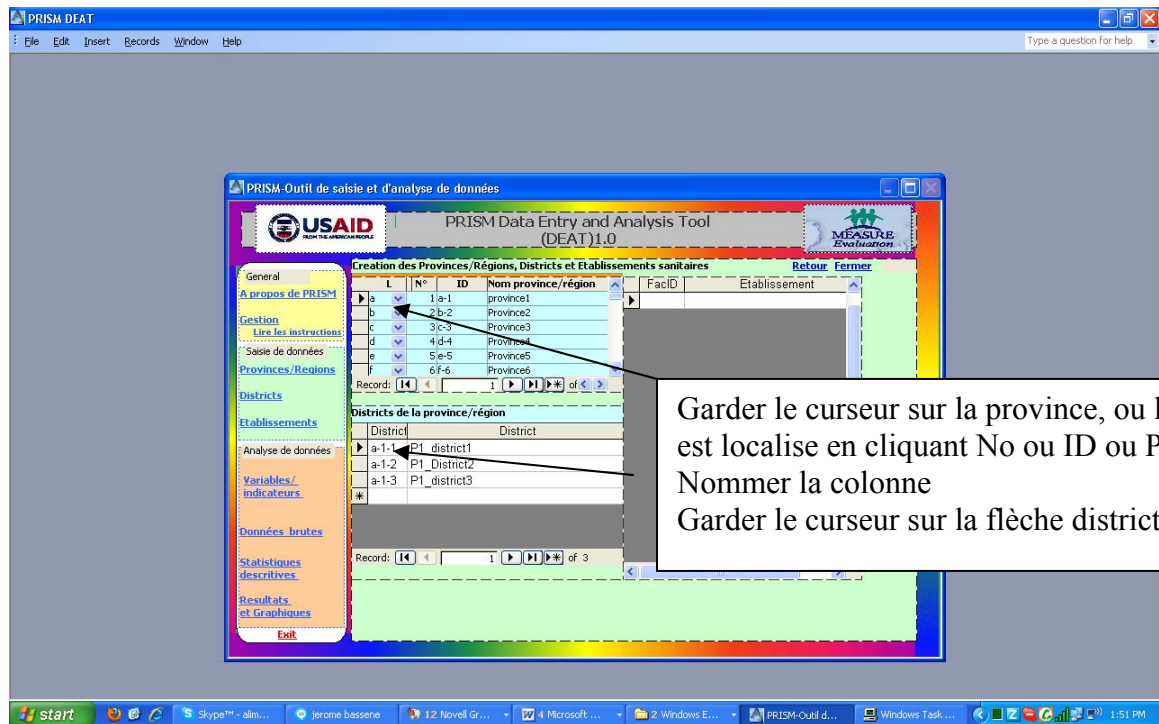 PRISM DEAT
File Edit Insert Records Window Help
Type a question for help
PRISM-Outil de saisie et d'analyse de données
USAID
FROM THE AMERICAN PEOPLE
PRISM Data Entry and Analysis Tool
(DEAT)1.0
MEASURE
Evaluation
Creation des Provinces/Régions, Districts et Etablissements sanitaires
Retour Fermer
General
A propos de PRISM
Gestion
Lire les instructions
Saisie de données
Provinces/Regions
Districts
Etablissements
Analyse de données
Variables/
indicateurs
Données brutes
Statistiques
descritives
Resultats
et Graphiques
Exit
L N° ID Nom province/région
a 1 a-1 province1
b 2 b-2 Province2
c 3 c-3 Province3
d 4 d-4 Province4
e 5 e-5 Province5
f 6 f-6 Province6
Record: 1 of
Districts de la province/région
District District
a-1-1 P1_district1
a-1-2 P1_District2
a-1-3 P1_district3
Record: 1 of 3
FacID Etablissement
Garder le curseur sur la province, ou
est localise en cliquant No ou ID ou P
Nommer la colonne
Garder le curseur sur la flèche district
start Skype™ - alim... jerome bassene 12 Novell Gr... 4 Microsoft ... 2 Windows E... PRISM-Outil d... Windows Task ... 1:51 PM